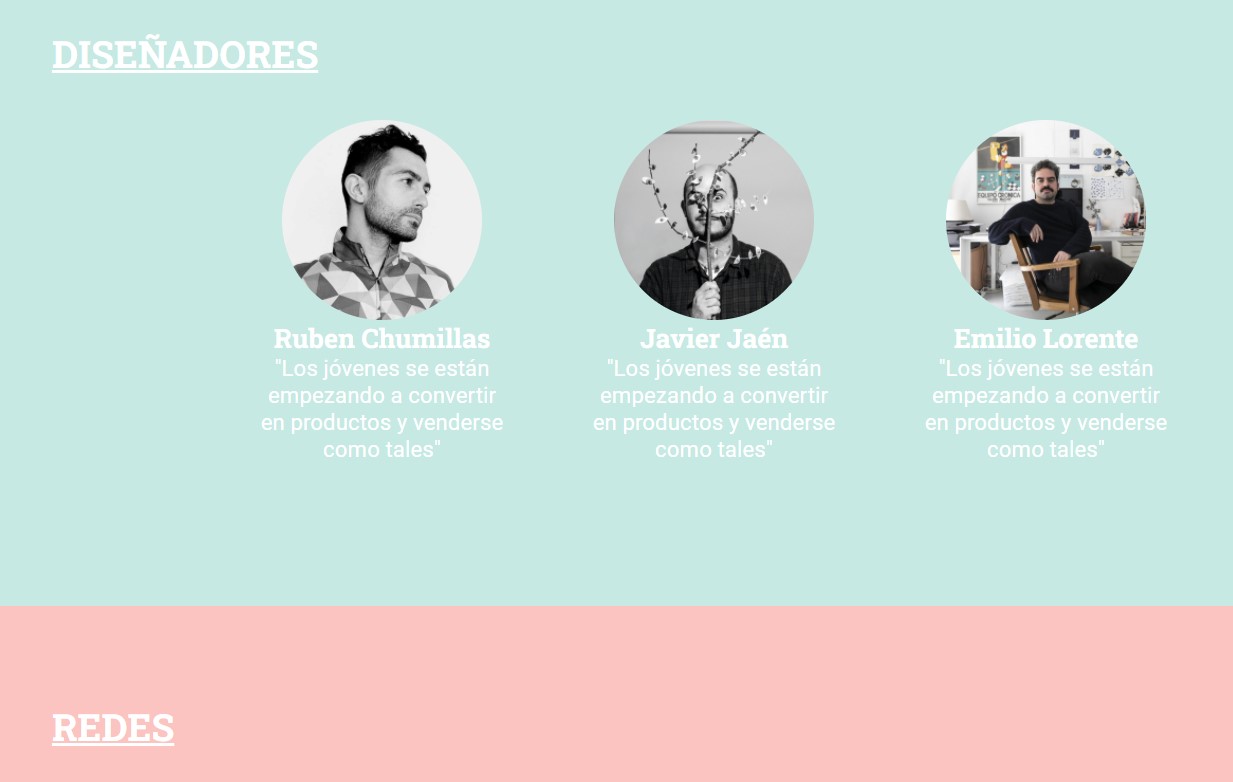 DISEÑADORES
EQUIPO CRÓNICA
Ruben Chumillas
"Los jóvenes se están
empezando a convertir
en productos y venderse
como tales"
Javier Jaén
"Los jóvenes se están
empezando a convertir
en productos y venderse
como tales"
Emilio Lorente
"Los jóvenes se están
empezando a convertir
en productos y venderse
como tales"
REDES